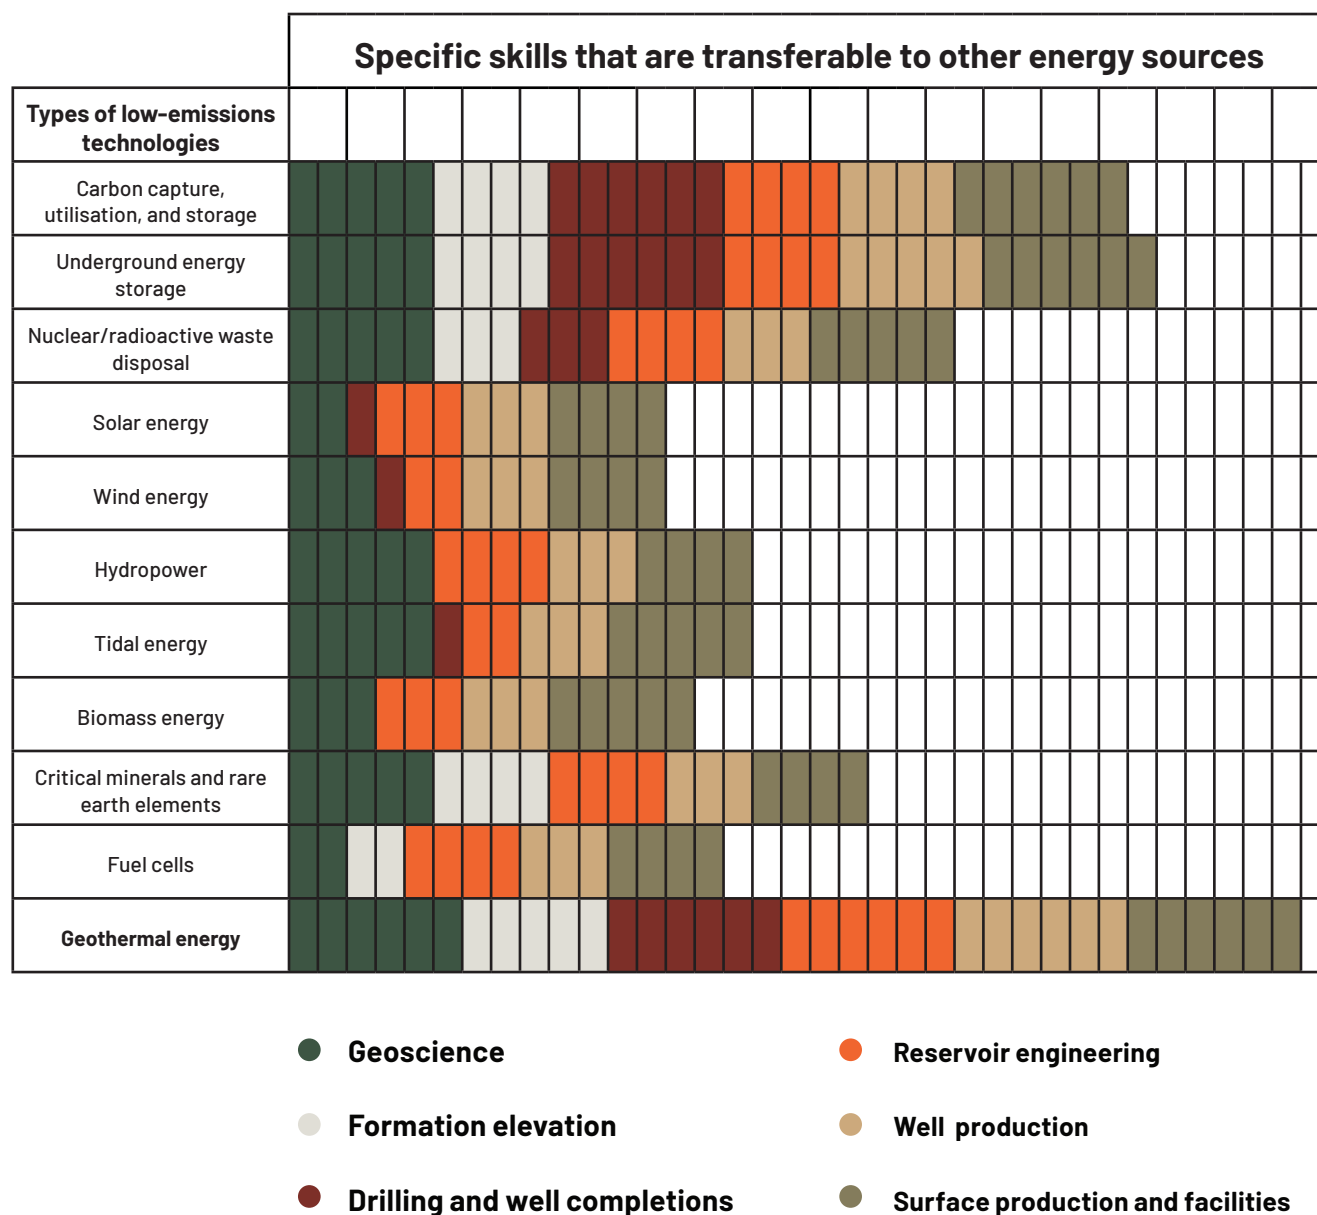 Specific skills that are transferable to other energy sources
Types of low-emissions
technologies
Carbon capture,
utilisation, and storage
Underground energy
storage
Nuclear/radioactive waste
disposal
Solar energy
Wind energy
Hydropower
Tidal energy
Biomass energy
Critical minerals and rare
earth elements
Fuel cells
Geothermal energy
Geoscience
Formation elevation
Drilling and well completions
Reservoir engineering
Well production
Surface production and facilities